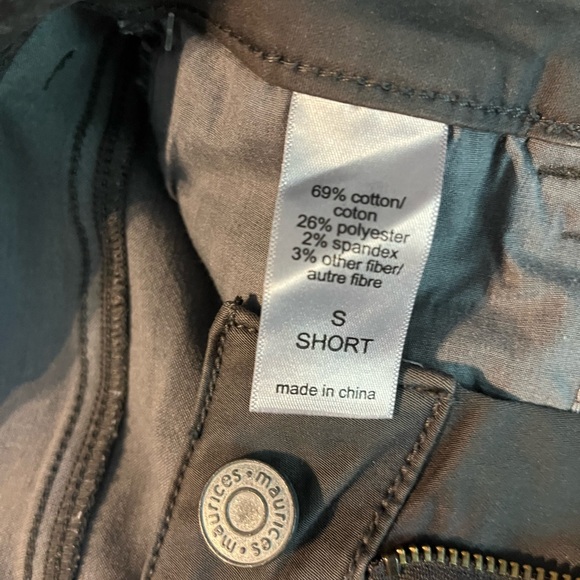 69% cotton/
coton
26% polyester
2% spandex
3% other fiber/
autre fibre
S
SHORT
made in china
maurices • maurices •